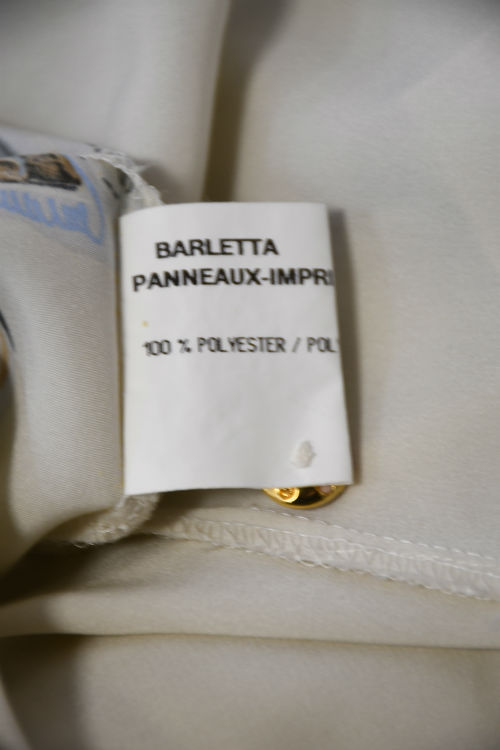 BARLETTA
PANNEAUX-IMPRI
100 % POLYESTER / POL